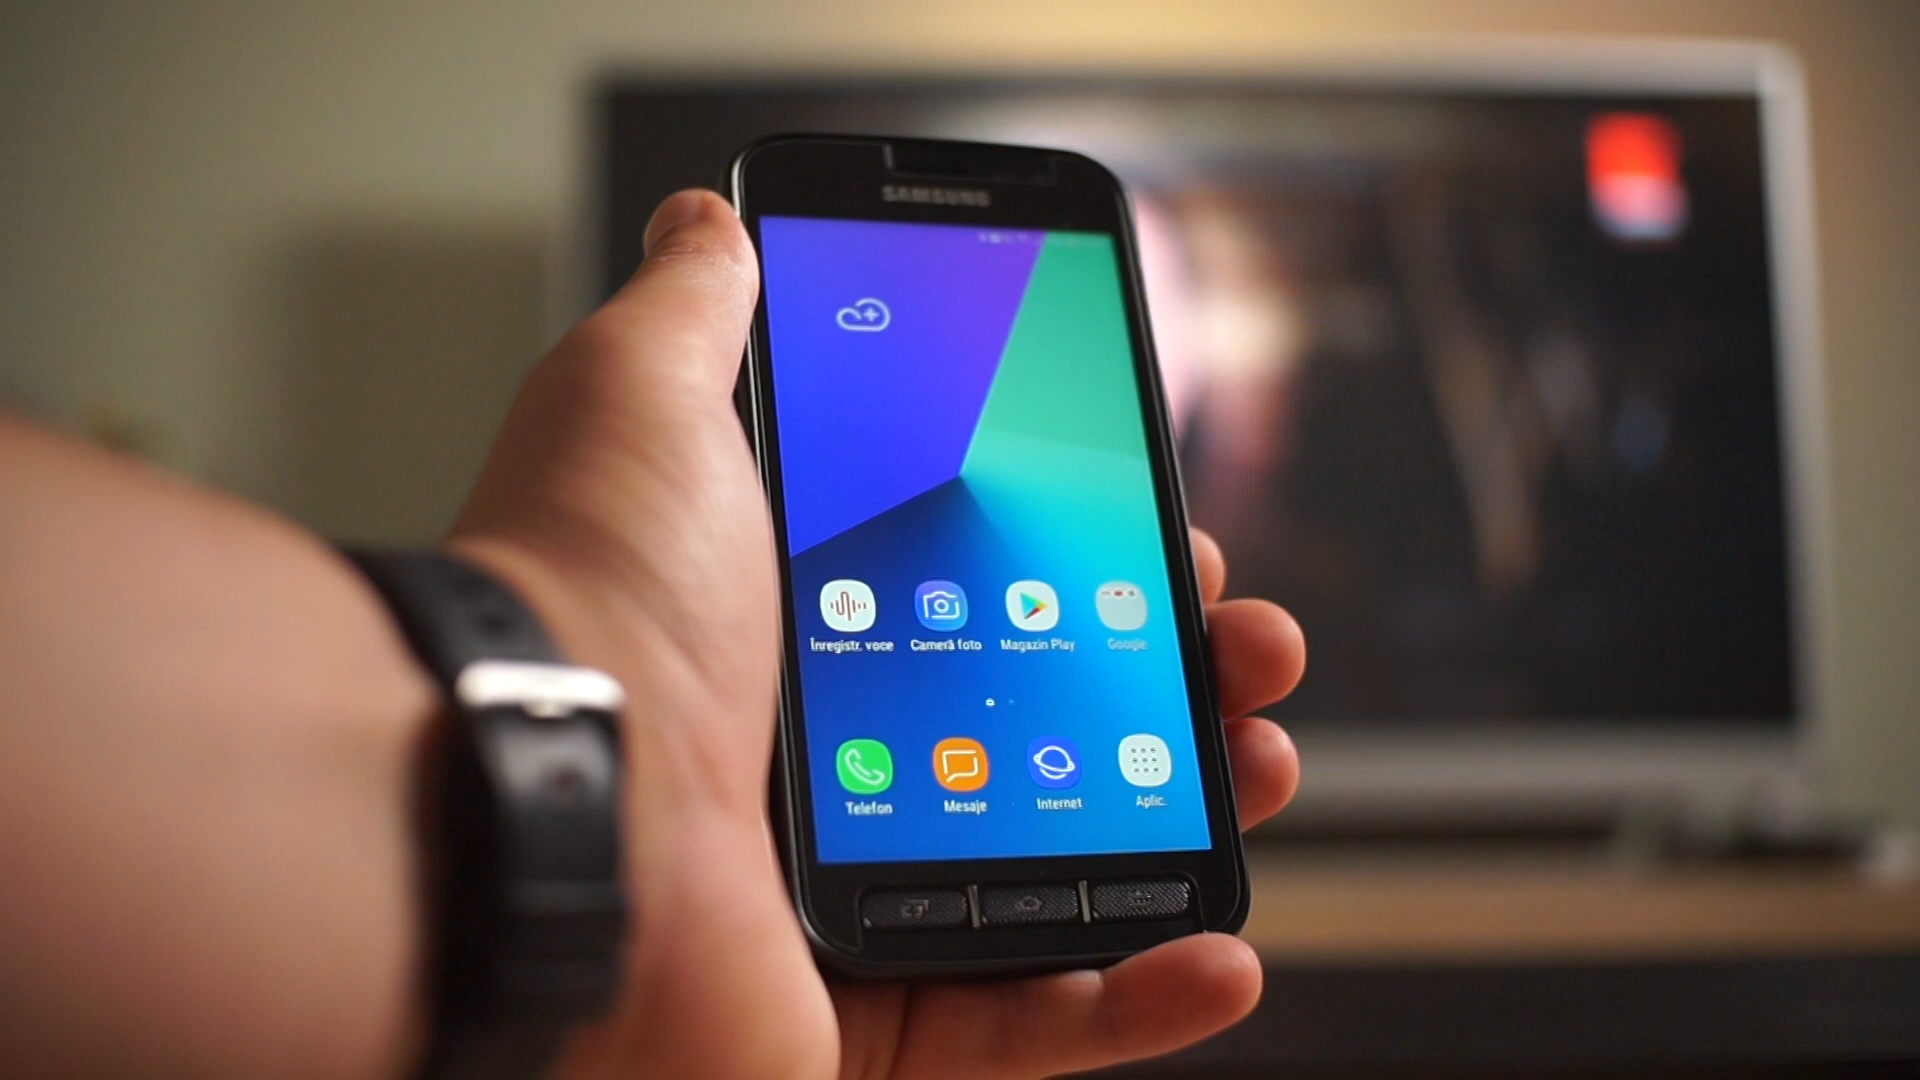 SAMSUNG
Înregistr. voce
Cameră foto
Magazin Play
Google
Telefon
Mesaje
Internet
Aplic.